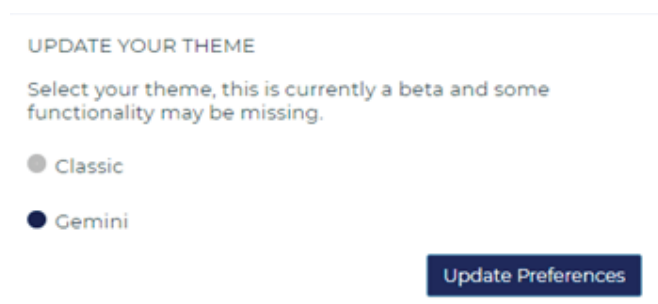 UPDATE YOUR THEME
Select your theme, this is currently a beta and some
functionality may be missing.
Classic
Gemini
Update Preferences